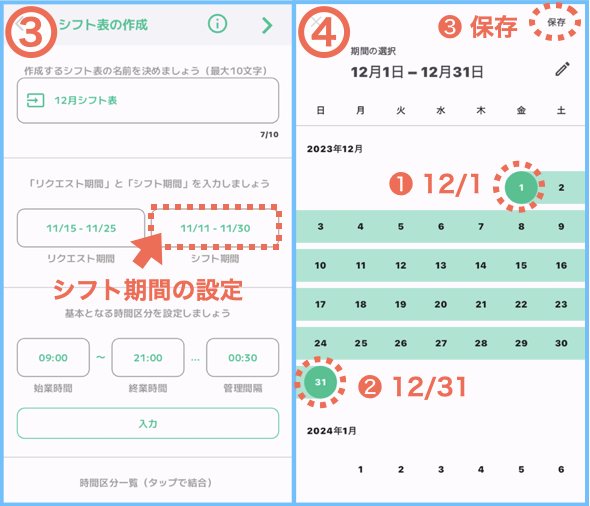 ③
シフト表の作成
作成するシフト表の名前を決めましょう（最大10文字）
12月シフト表
7/10
「リクエスト期間」と「シフト期間」を入力しましょう
11/15 - 11/25
11/11 - 11/30
リクエスト期間
シフト期間
シフト期間の設定
基本となる時間区分を設定しましょう
09:00 ～ 21:00 … 00:30
始業時間 終業時間 管理間隔
入力
時間区分一覧（タップで結合）
④
❸ 保存
保存
期間の選択
12月1日 – 12月31日
日 月 火 水 木 金 土
2023年12月
❶ 12/1
1 2
3 4 5 6 7 8 9
10 11 12 13 14 15 16
17 18 19 20 21 22 23
24 25 26 27 28 29 30
31
❷ 12/31
2024年1月
1 2 3 4 5 6